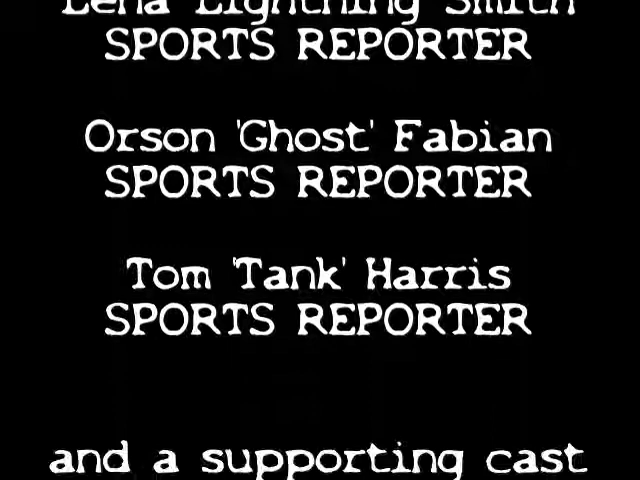 Lena Lightning Smith
SPORTS REPORTER
Orson 'Ghost' Fabian
SPORTS REPORTER
Tom 'Tank' Harris
SPORTS REPORTER
and a supporting cast